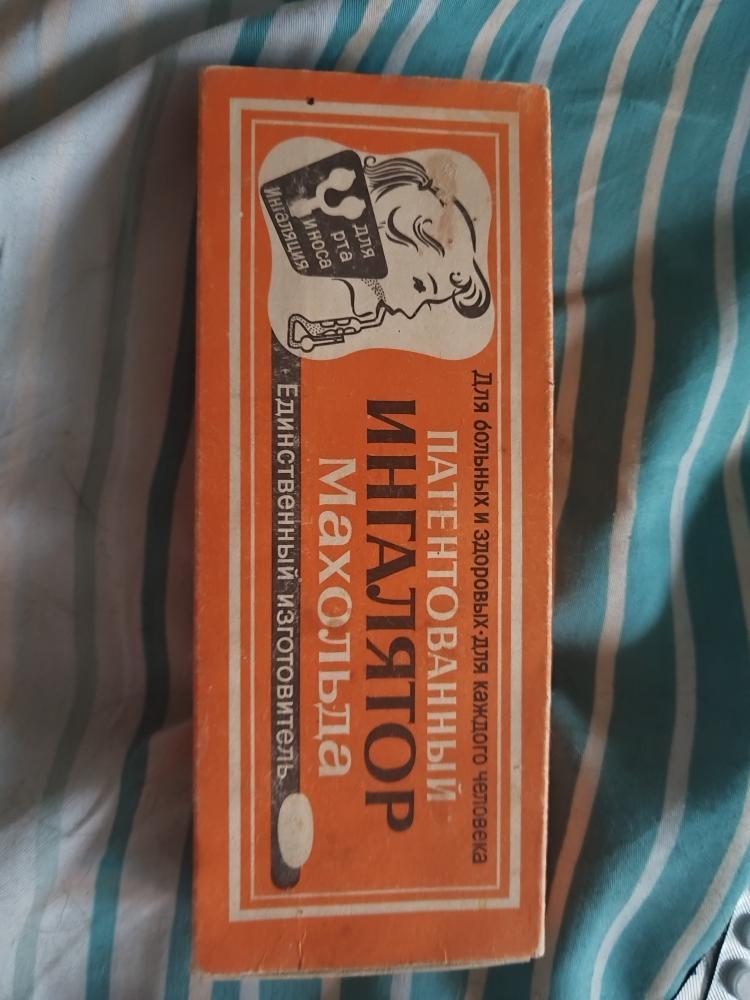 Для больных и здоровых·для каждого человека
ПАТЕНТОВАННЫЙ
ИНГАЛЯТОР
Махольда
Единственный изготовитель
для
рта
и носа
Ингаляция